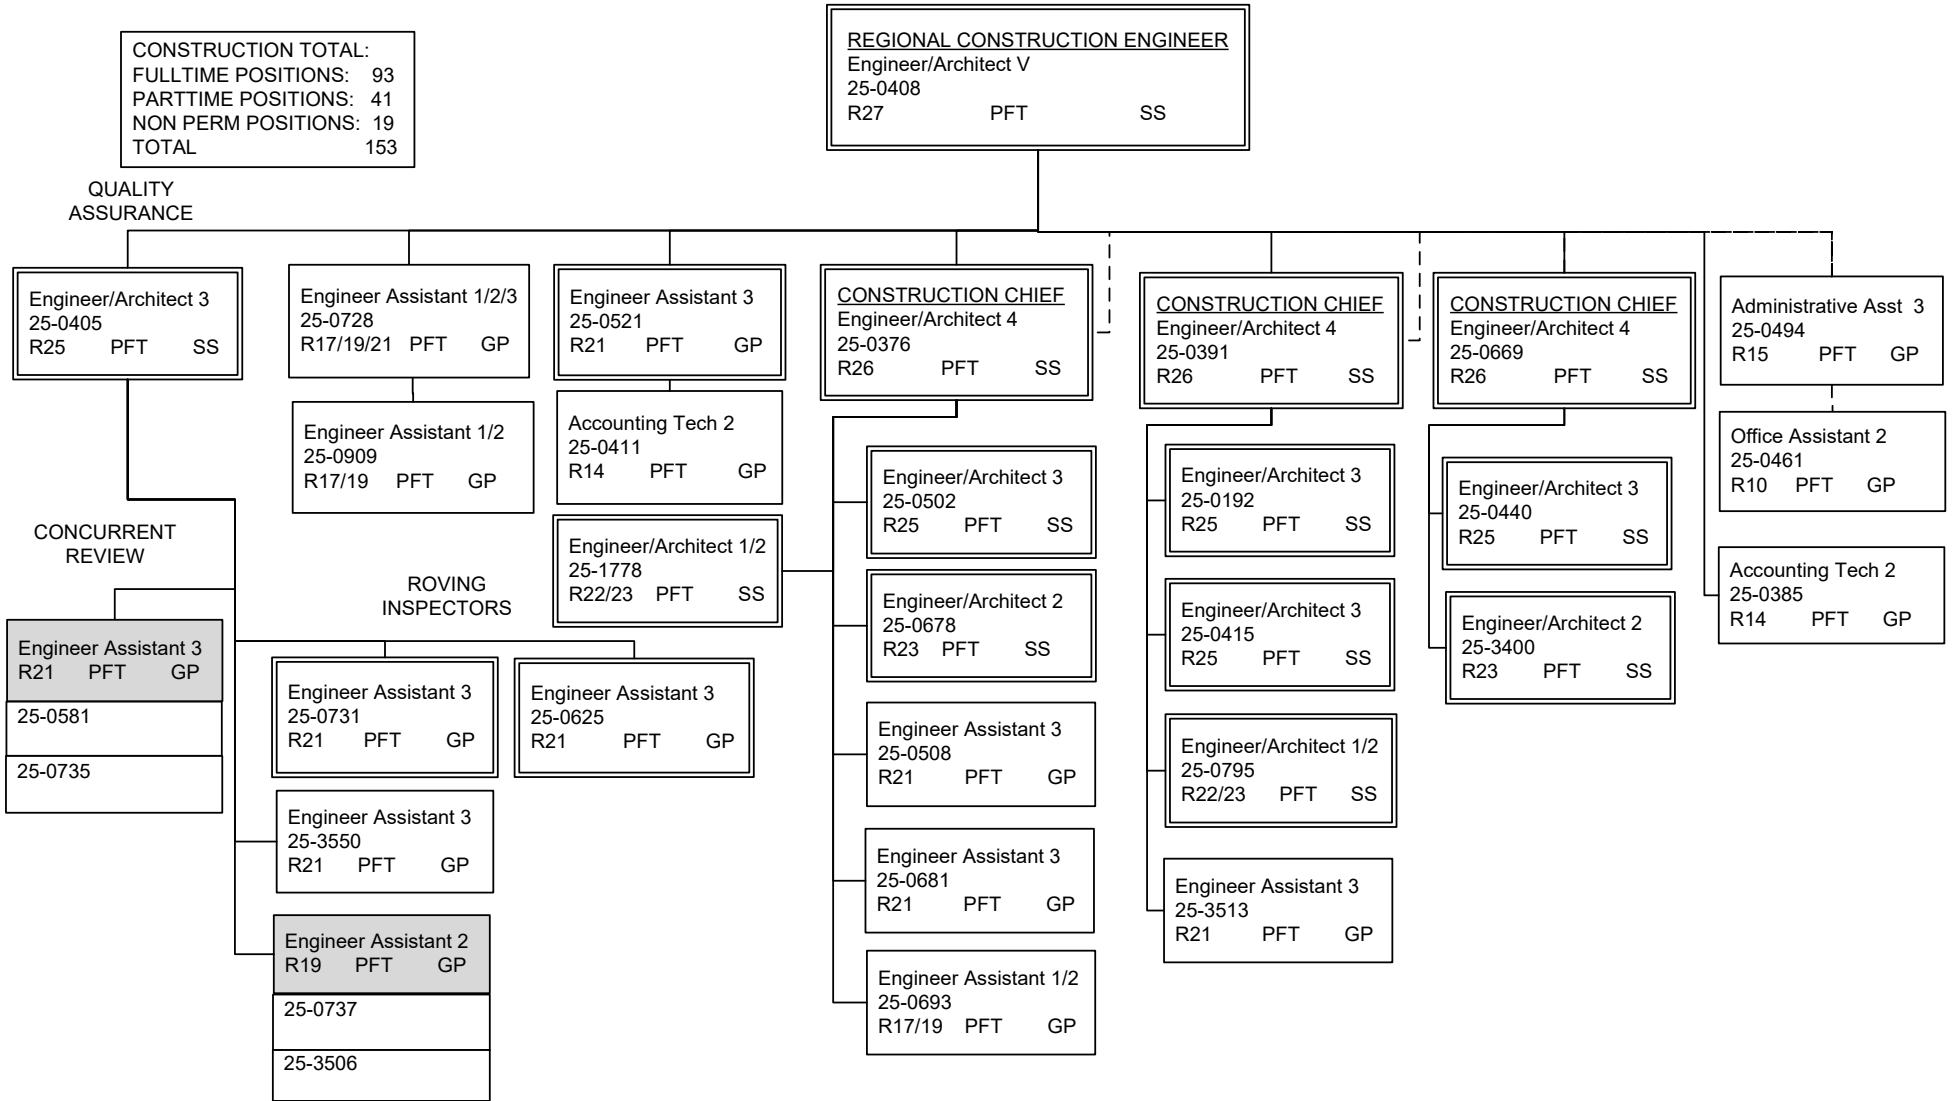 CONSTRUCTION TOTAL:
FULLTIME POSITIONS: 93
PARTTIME POSITIONS: 41
NON PERM POSITIONS: 19
TOTAL 153
REGIONAL CONSTRUCTION ENGINEER
Engineer/Architect V
25-0408
R27 PFT SS
QUALITY
ASSURANCE
Engineer/Architect 3
25-0405
R25 PFT SS
Engineer Assistant 1/2/3
25-0728
R17/19/21 PFT GP
Engineer Assistant 1/2
25-0909
R17/19 PFT GP
Engineer Assistant 3
25-0521
R21 PFT GP
Accounting Tech 2
25-0411
R14 PFT GP
Engineer/Architect 1/2
25-1778
R22/23 PFT SS
CONSTRUCTION CHIEF
Engineer/Architect 4
25-0376
R26 PFT SS
Engineer/Architect 3
25-0502
R25 PFT SS
Engineer/Architect 2
25-0678
R23 PFT SS
Engineer Assistant 3
25-0508
R21 PFT GP
Engineer Assistant 3
25-0681
R21 PFT GP
Engineer Assistant 1/2
25-0693
R17/19 PFT GP
CONSTRUCTION CHIEF
Engineer/Architect 4
25-0391
R26 PFT SS
Engineer/Architect 3
25-0192
R25 PFT SS
Engineer/Architect 3
25-0415
R25 PFT SS
Engineer/Architect 1/2
25-0795
R22/23 PFT SS
Engineer Assistant 3
25-3513
R21 PFT GP
CONSTRUCTION CHIEF
Engineer/Architect 4
25-0669
R26 PFT SS
Engineer/Architect 3
25-0440
R25 PFT SS
Engineer/Architect 2
25-3400
R23 PFT SS
Administrative Asst 3
25-0494
R15 PFT GP
Office Assistant 2
25-0461
R10 PFT GP
Accounting Tech 2
25-0385
R14 PFT GP
CONCURRENT
REVIEW
Engineer Assistant 3
R21 PFT GP
25-0581
25-0735
ROVING
INSPECTORS
Engineer Assistant 3
25-0731
R21 PFT GP
Engineer Assistant 3
25-0625
R21 PFT GP
Engineer Assistant 3
25-3550
R21 PFT GP
Engineer Assistant 2
R19 PFT GP
25-0737
25-3506